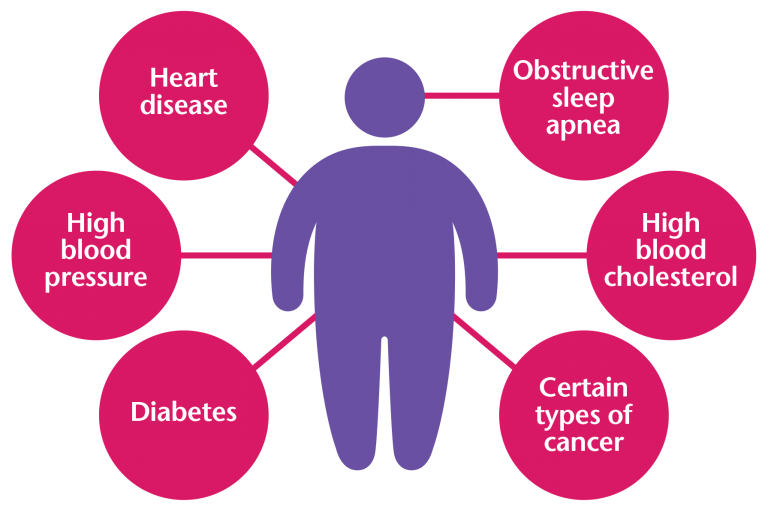 Heart
disease
Obstructive
sleep
apnea
High
blood
pressure
High
blood
cholesterol
Diabetes
Certain
types of
cancer